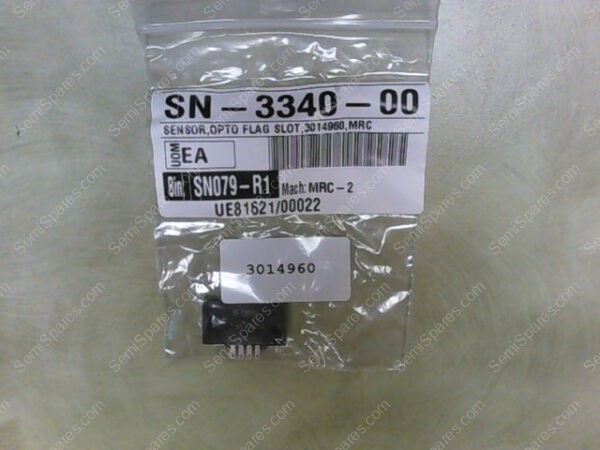 SN-3340-00
SENSOR,OPTO FLAG SLOT,3014960,MRC
UOM EA
Bin SN079-R1 Mach: MRC-2
UE81621/00022
3014960
SemiSpares.com